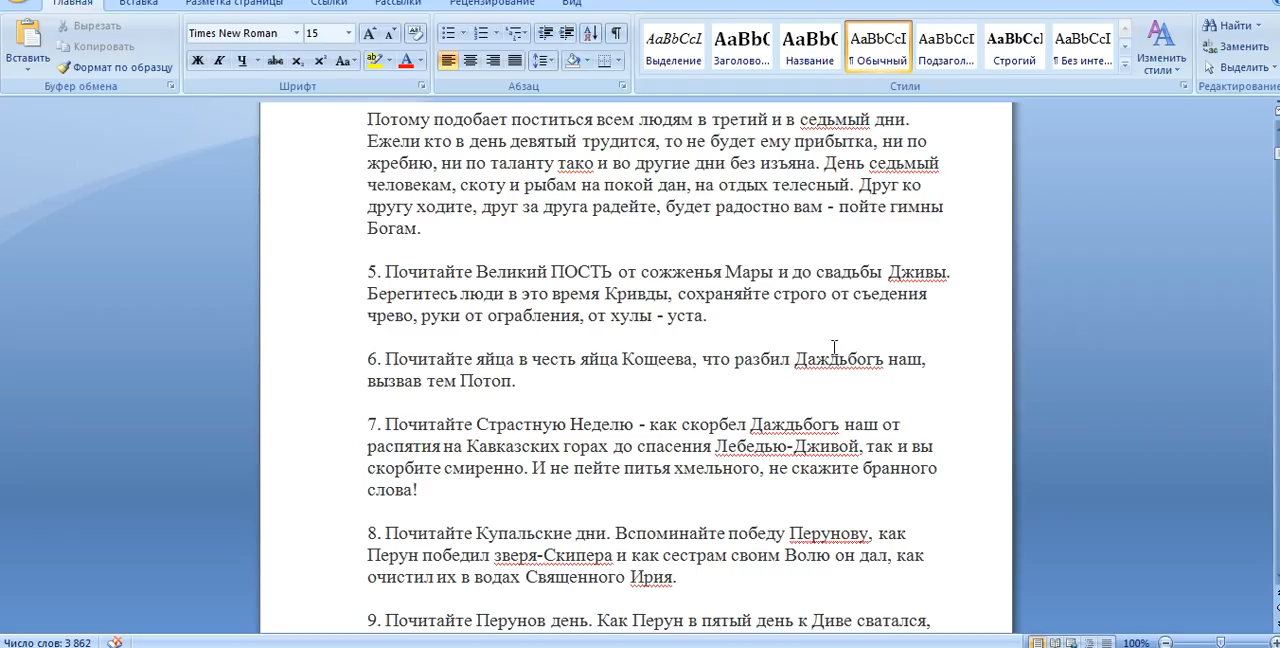 Главная Вставка Разметка страницы Ссылки Рассылки Рецензирование Вид
Вставить
Вырезать
Копировать
Формат по образцу
Буфер обмена
Times New Roman 15
Ж К Ч abe x₂ x² Aa
Шрифт
Абзац
AaBbCcI AaBbC AaBbC AaBbCcI AaBbCcI AaBbCcl AaBbCcI
Выделение Заголово... Название ¶ Обычный Подзагол... Строгий ¶ Без инте...
Стили
Изменить стили
Найти
Заменить
Выделить
Редактирование
Потому подобает поститься всем людям в третий и в седьмый дни.
Ежели кто в день девятый трудится, то не будет ему прибытка, ни по
жребию, ни по таланту тако и во другие дни без изъяна. День седьмый
человекам, скоту и рыбам на покой дан, на отдых телесный. Друг ко
другу ходите, друг за друга радейте, будет радостно вам - пойте гимны
Богам.
5. Почитайте Великий ПОСТЬ от сожженья Мары и до свадьбы Дживы.
Берегитесь люди в это время Кривды, сохраняйте строго от съедения
чрево, руки от ограбления, от хулы - уста.
6. Почитайте яйца в честь яйца Кощеева, что разбил Даждьбогъ наш,
вызвав тем Потоп.
7. Почитайте Страстную Неделю - как скорбел Даждьбогъ наш от
распятия на Кавказских горах до спасения Лебедью-Дживой, так и вы
скорбите смиренно. И не пейте питья хмельного, не скажите бранного
слова!
8. Почитайте Купальские дни. Вспоминайте победу Перунову, как
Перун победил зверя-Скипера и как сестрам своим Волю он дал, как
очистил их в водах Священного Ирия.
9. Почитайте Перунов день. Как Перун в пятый день к Диве сватался,
Число слов: 3 862
100%